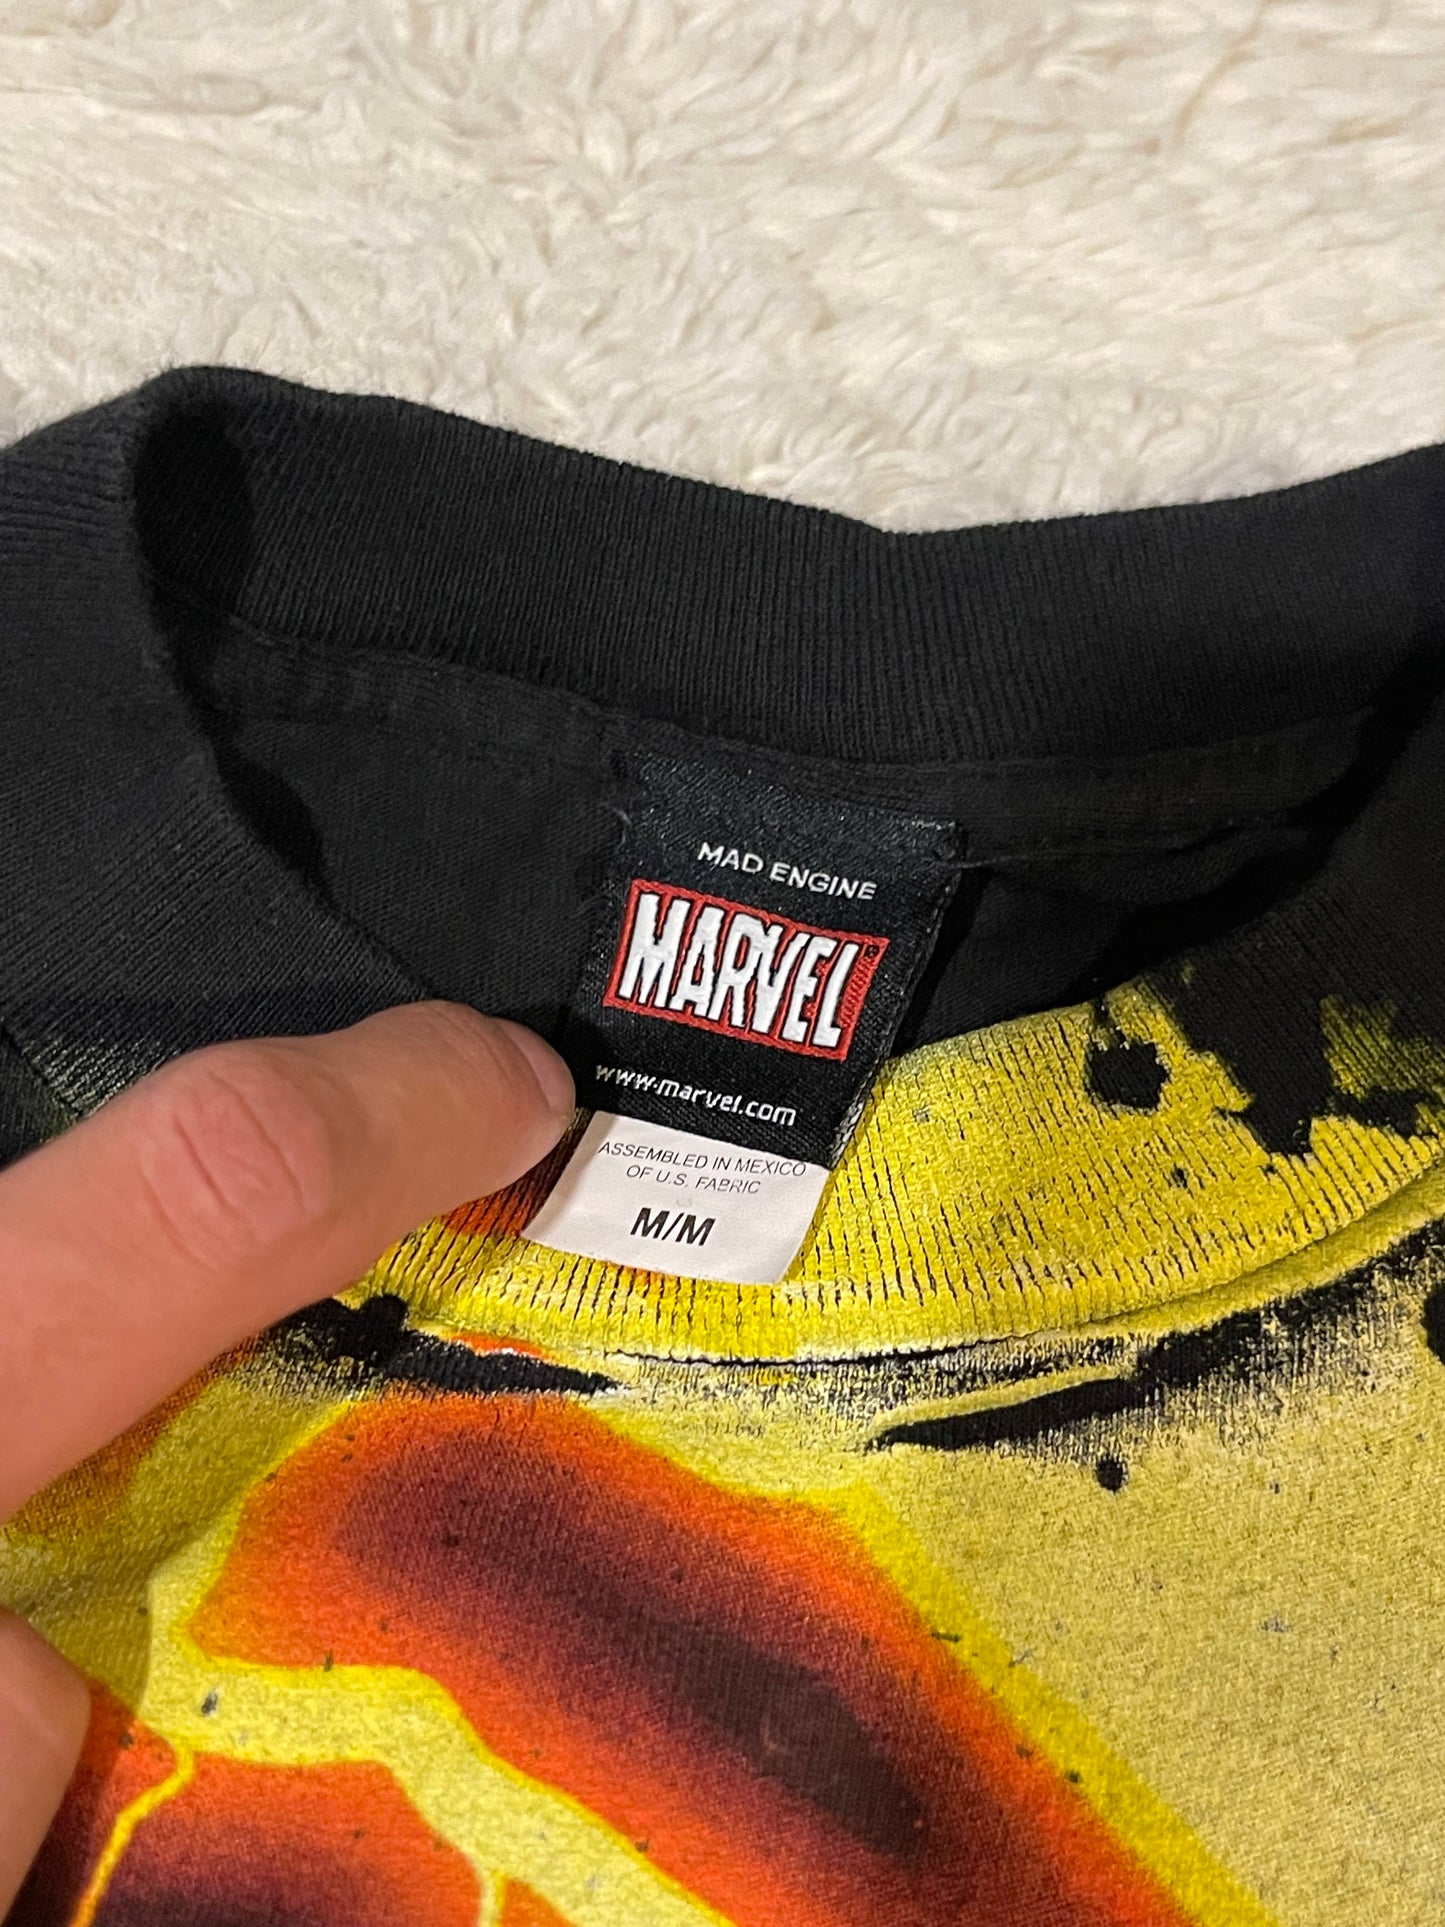 MAD ENGINE
MARVEL®
www.marvel.com
ASSEMBLED IN MEXICO
OF U.S. FABRIC
M/M